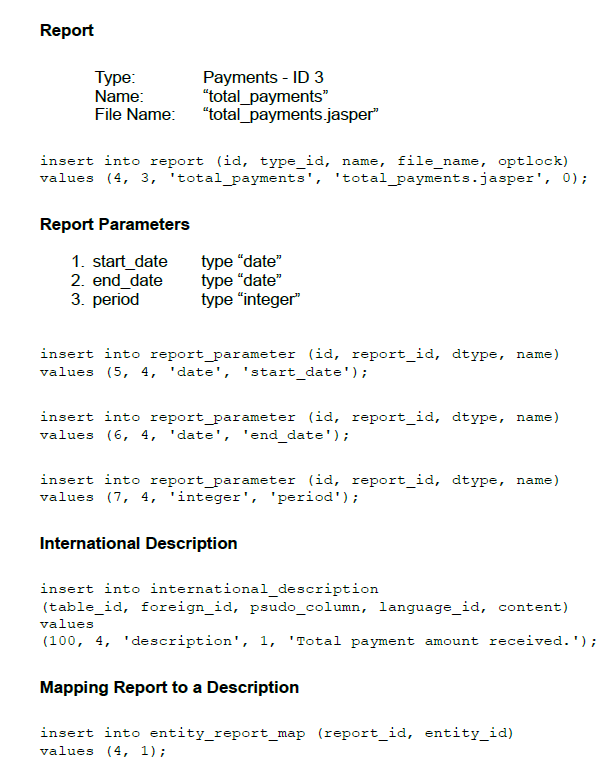 Report
Type: Payments - ID 3
Name: “total_payments”
File Name: “total_payments.jasper”
insert into report (id, type_id, name, file_name, optlock)
values (4, 3, 'total_payments', 'total_payments.jasper', 0);
Report Parameters
1. start_date type “date”
2. end_date type “date”
3. period type “integer”
insert into report_parameter (id, report_id, dtype, name)
values (5, 4, 'date', 'start_date');
insert into report_parameter (id, report_id, dtype, name)
values (6, 4, 'date', 'end_date');
insert into report_parameter (id, report_id, dtype, name)
values (7, 4, 'integer', 'period');
International Description
insert into international_description
(table_id, foreign_id, psudo_column, language_id, content)
values
(100, 4, 'description', 1, 'Total payment amount received.');
Mapping Report to a Description
insert into entity_report_map (report_id, entity_id)
values (4, 1);